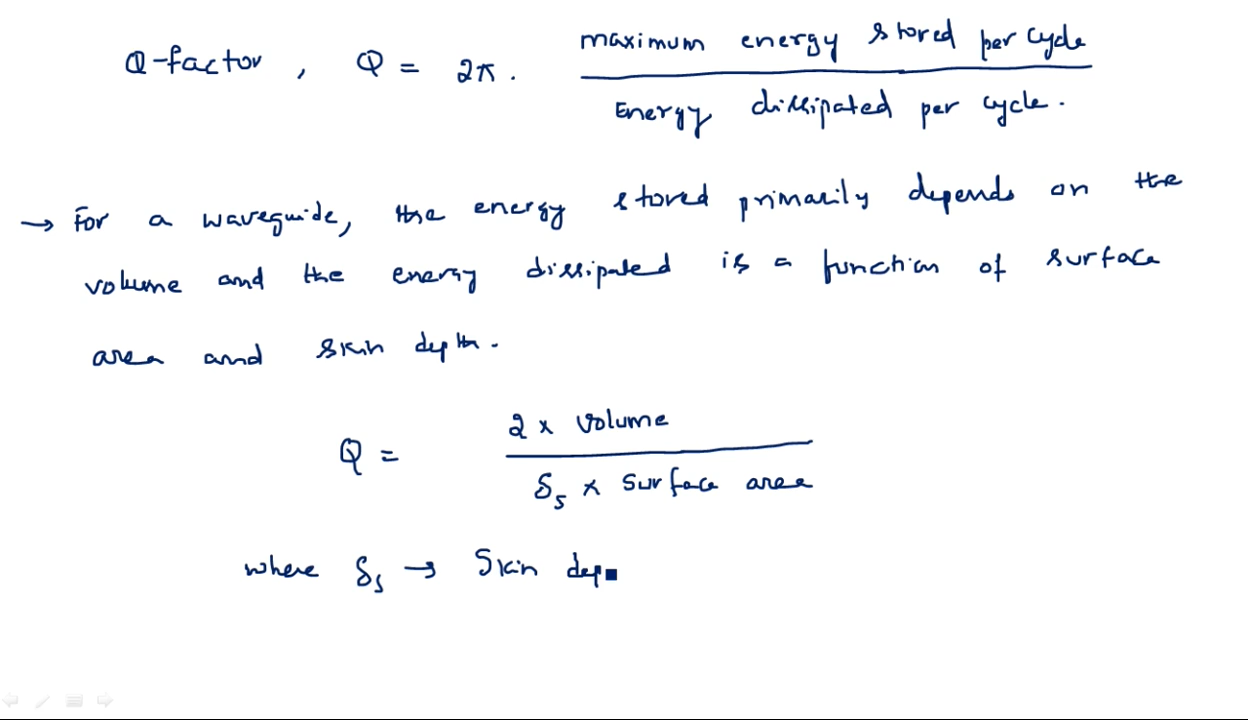 Q-factor, Q = 2π. maximum energy stored per cycle / Energy dissipated per cycle.
→ For a waveguide, the energy stored primarily depends on the
volume and the energy dissipated is a function of surface
area and skin depth.
Q = 2 × Volume / δs × Surface area
where δs → Skin dep